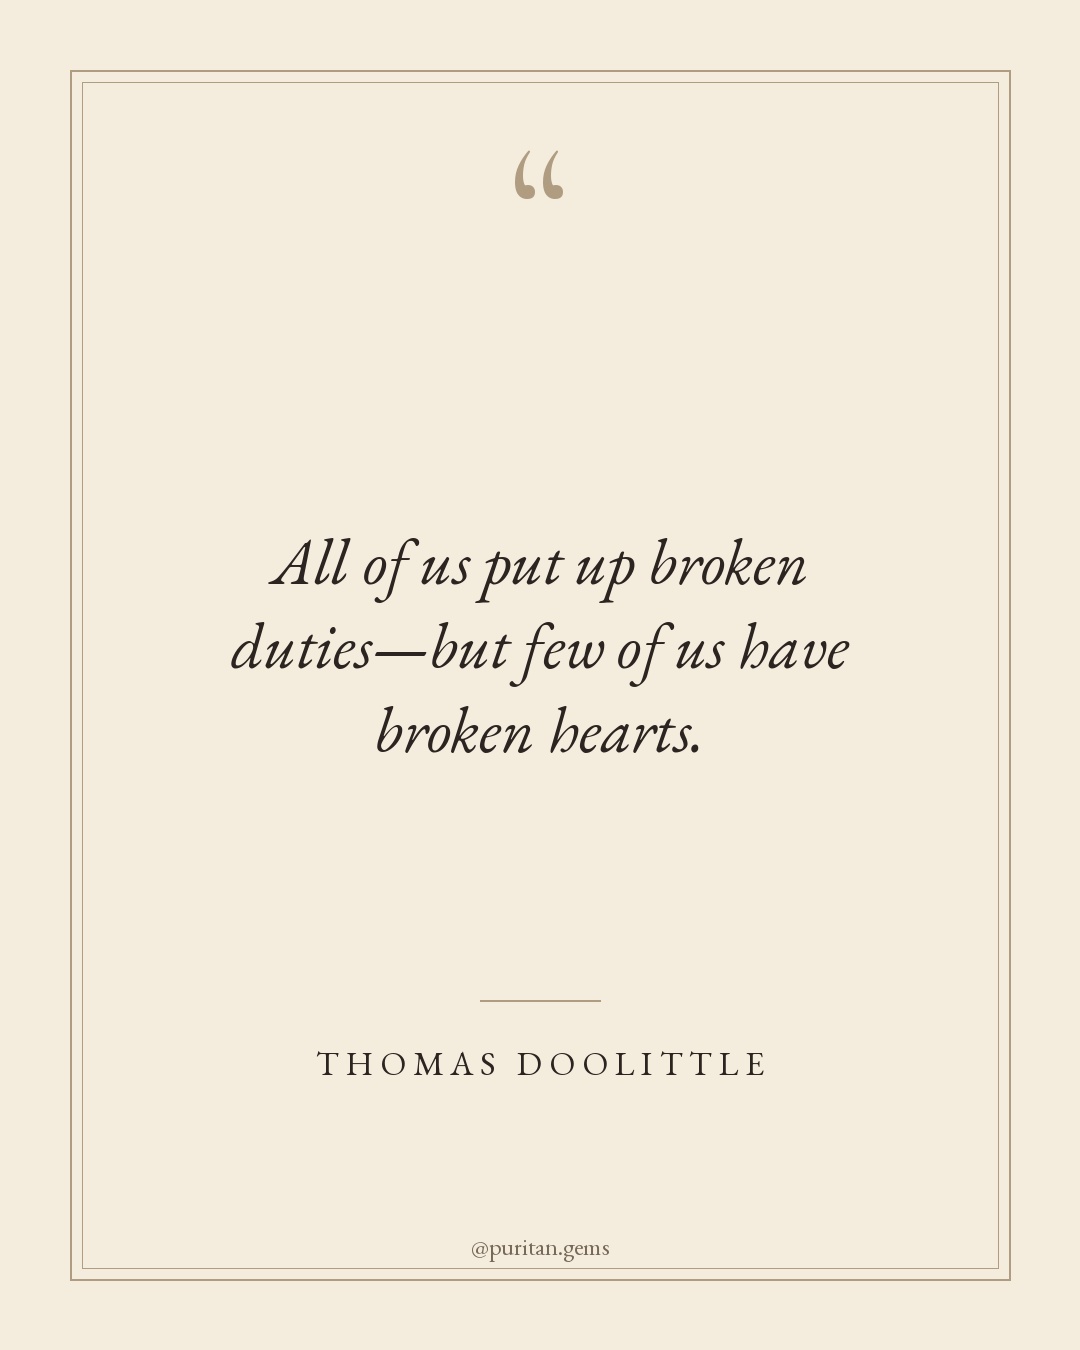 “
All of us put up broken
duties—but few of us have
broken hearts.
THOMAS DOOLITTLE
@puritan.gems